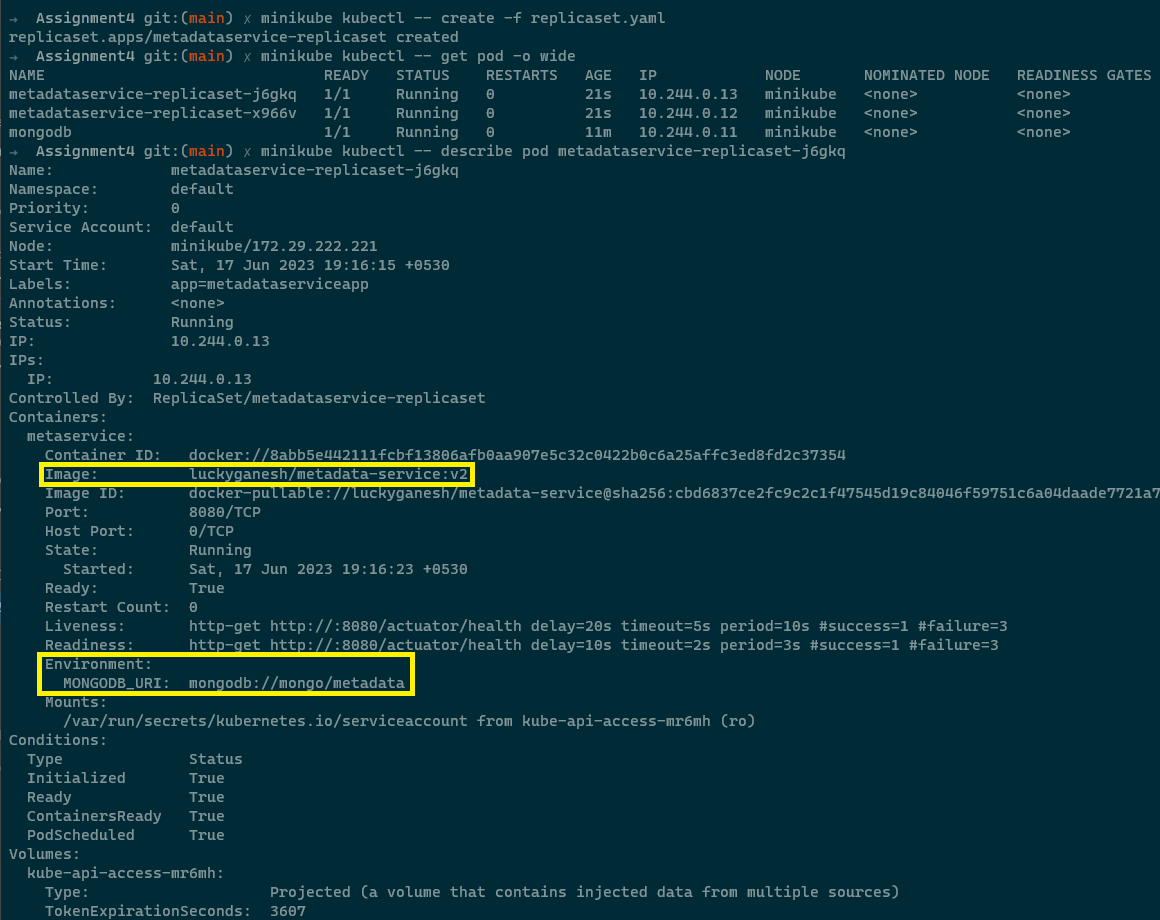 →  Assignment4 git:(main) ✗ minikube kubectl -- create -f replicaset.yaml
replicaset.apps/metadataservice-replicaset created
→  Assignment4 git:(main) ✗ minikube kubectl -- get pod -o wide
NAME                               READY   STATUS    RESTARTS   AGE   IP            NODE       NOMINATED NODE   READINESS GATES
metadataservice-replicaset-j6gkq   1/1     Running   0          21s   10.244.0.13   minikube   <none>           <none>
metadataservice-replicaset-x966v   1/1     Running   0          21s   10.244.0.12   minikube   <none>           <none>
mongodb                            1/1     Running   0          11m   10.244.0.11   minikube   <none>           <none>
→  Assignment4 git:(main) ✗ minikube kubectl -- describe pod metadataservice-replicaset-j6gkq
Name:             metadataservice-replicaset-j6gkq
Namespace:        default
Priority:         0
Service Account:  default
Node:             minikube/172.29.222.221
Start Time:       Sat, 17 Jun 2023 19:16:15 +0530
Labels:           app=metadataserviceapp
Annotations:      <none>
Status:           Running
IP:               10.244.0.13
IPs:
  IP:           10.244.0.13
Controlled By:  ReplicaSet/metadataservice-replicaset
Containers:
  metaservice:
    Container ID:   docker://8abb5e442111fcbf13806afb0aa907e5c32c0422b0c6a25affc3ed8fd2c37354
    Image:          luckyganesh/metadata-service:v2
    Image ID:       docker-pullable://luckyganesh/metadata-service@sha256:cbd6837ce2fc9c2c1f47545d19c84046f59751c6a04daade7721a7
    Port:           8080/TCP
    Host Port:      0/TCP
    State:          Running
      Started:      Sat, 17 Jun 2023 19:16:23 +0530
    Ready:          True
    Restart Count:  0
    Liveness:       http-get http://:8080/actuator/health delay=20s timeout=5s period=10s #success=1 #failure=3
    Readiness:      http-get http://:8080/actuator/health delay=10s timeout=2s period=3s #success=1 #failure=3
    Environment:
      MONGODB_URI:  mongodb://mongo/metadata
    Mounts:
      /var/run/secrets/kubernetes.io/serviceaccount from kube-api-access-mr6mh (ro)
Conditions:
  Type              Status
  Initialized       True
  Ready             True
  ContainersReady   True
  PodScheduled      True
Volumes:
  kube-api-access-mr6mh:
    Type:                    Projected (a volume that contains injected data from multiple sources)
    TokenExpirationSeconds:  3607